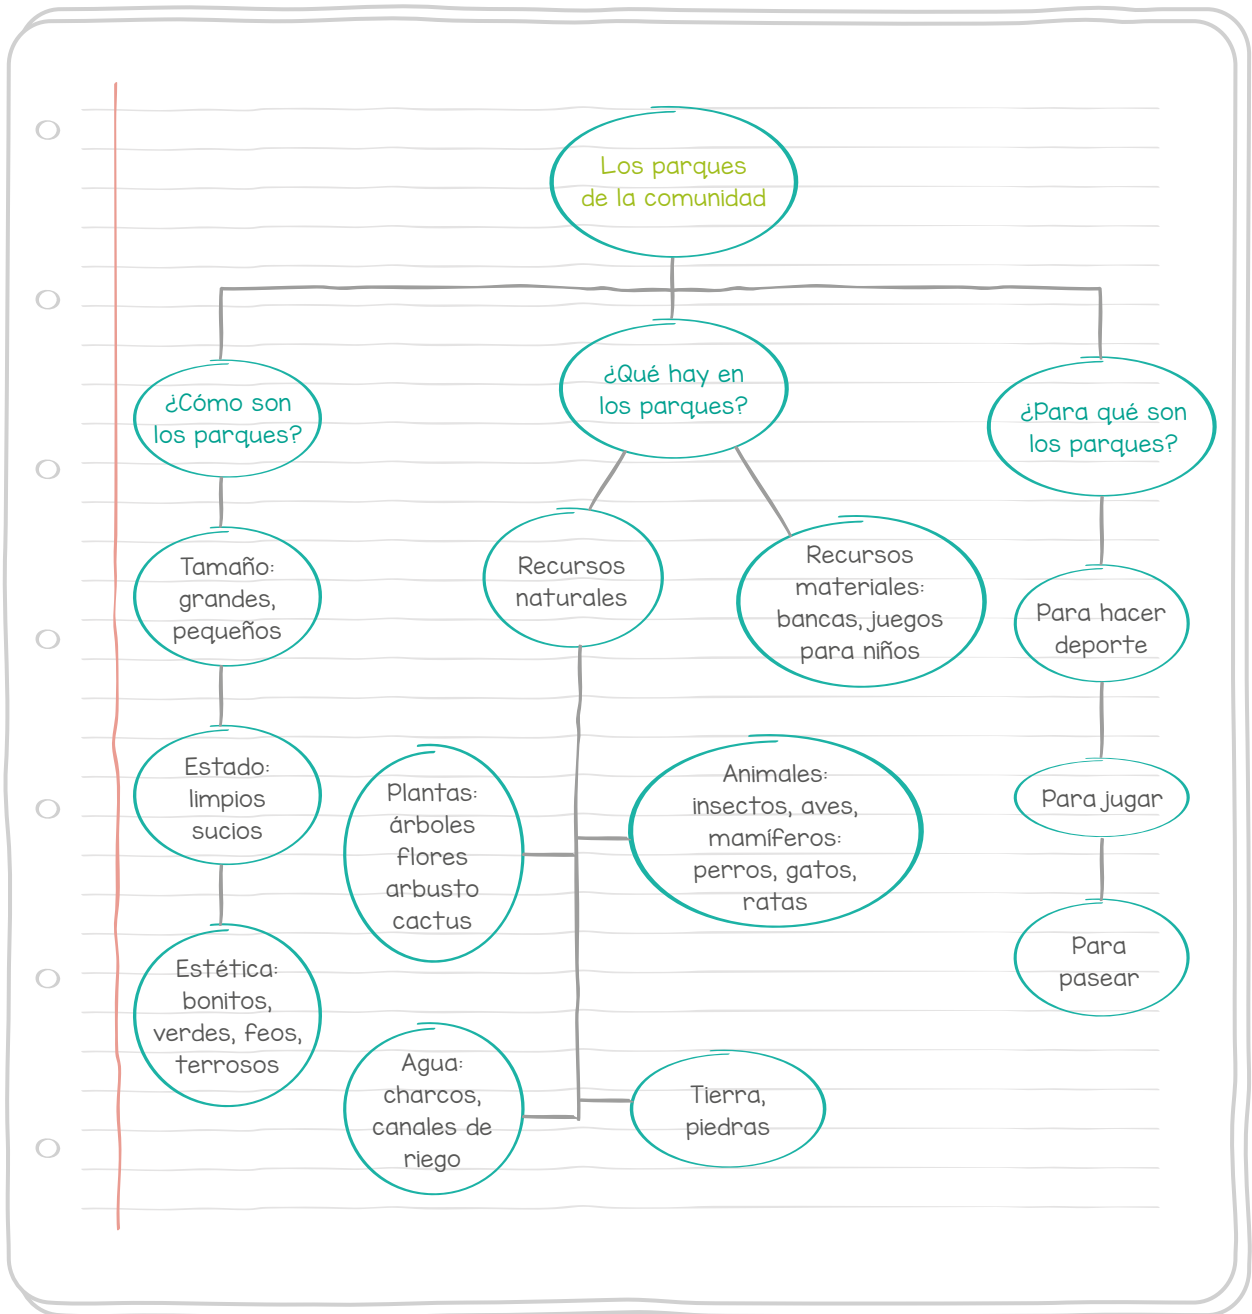 Los parques
de la comunidad
¿Cómo son
los parques?
¿Qué hay en
los parques?
¿Para qué son
los parques?
Tamaño:
grandes,
pequeños
Recursos
naturales
Recursos
materiales:
bancas, juegos
para niños
Para hacer
deporte
Estado:
limpios
sucios
Plantas:
árboles
flores
arbusto
cactus
Animales:
insectos, aves,
mamíferos:
perros, gatos,
ratas
Para jugar
Estética:
bonitos,
verdes, feos,
terrosos
Para
pasear
Agua:
charcos,
canales de
riego
Tierra,
piedras